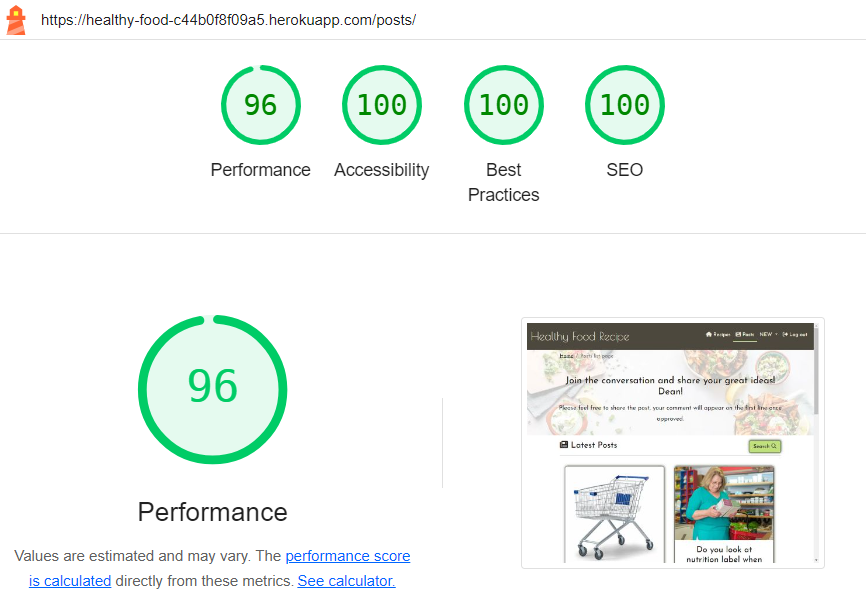 https://healthy-food-c44b0f8f09a5.herokuapp.com/posts/
96 100 100 100
Performance Accessibility Best SEO
Practices
96
Performance
Values are estimated and may vary. The performance score
is calculated directly from these metrics. See calculator.
Healthy Food Recipe Recipes Posts NEW Log out
Home / Posts list page
Join the conversation and share your great ideas!
Dean!
Please feel free to share the post, your comment will appear on the first line once
approved.
Latest Posts Search
Do you look at
nutrition label when